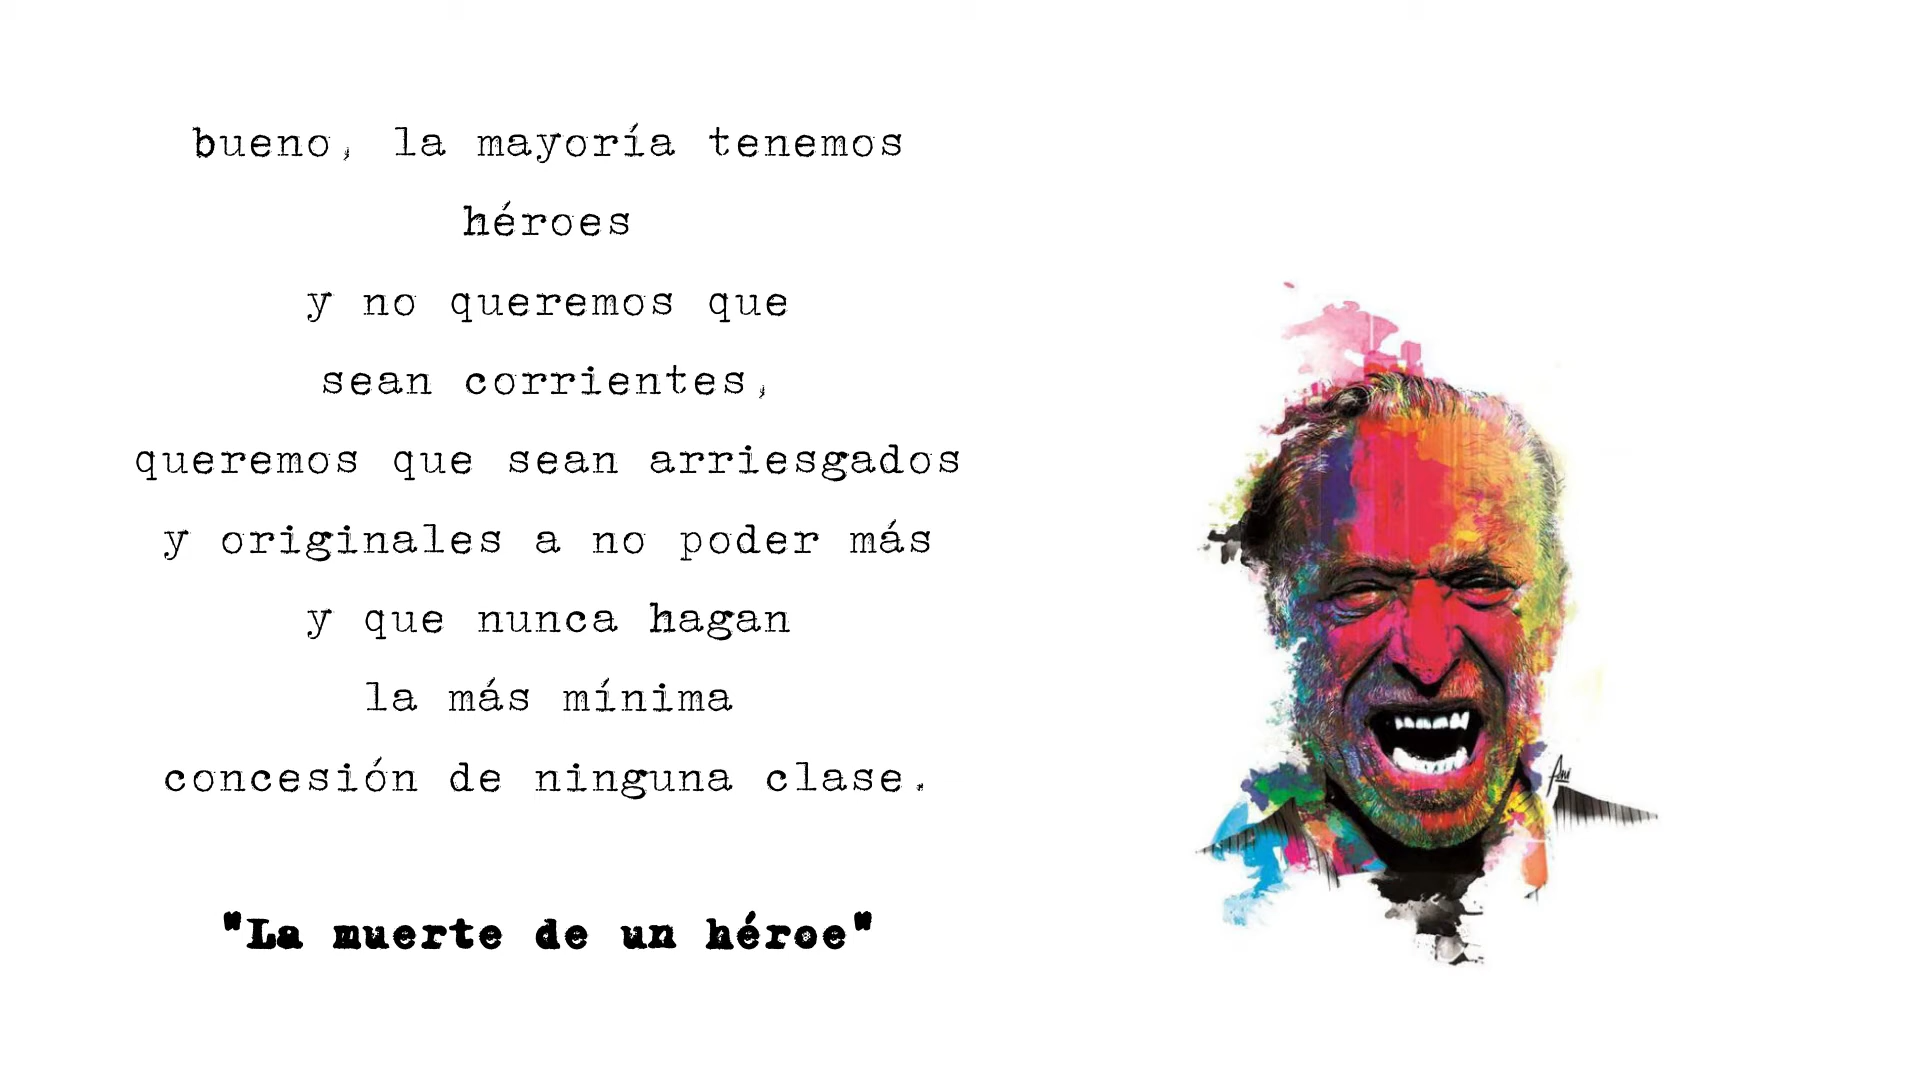 bueno, la mayoría tenemos
héroes
y no queremos que
sean corrientes,
queremos que sean arriesgados
y originales a no poder más
y que nunca hagan
la más mínima
concesión de ninguna clase.
"La muerte de un héroe"